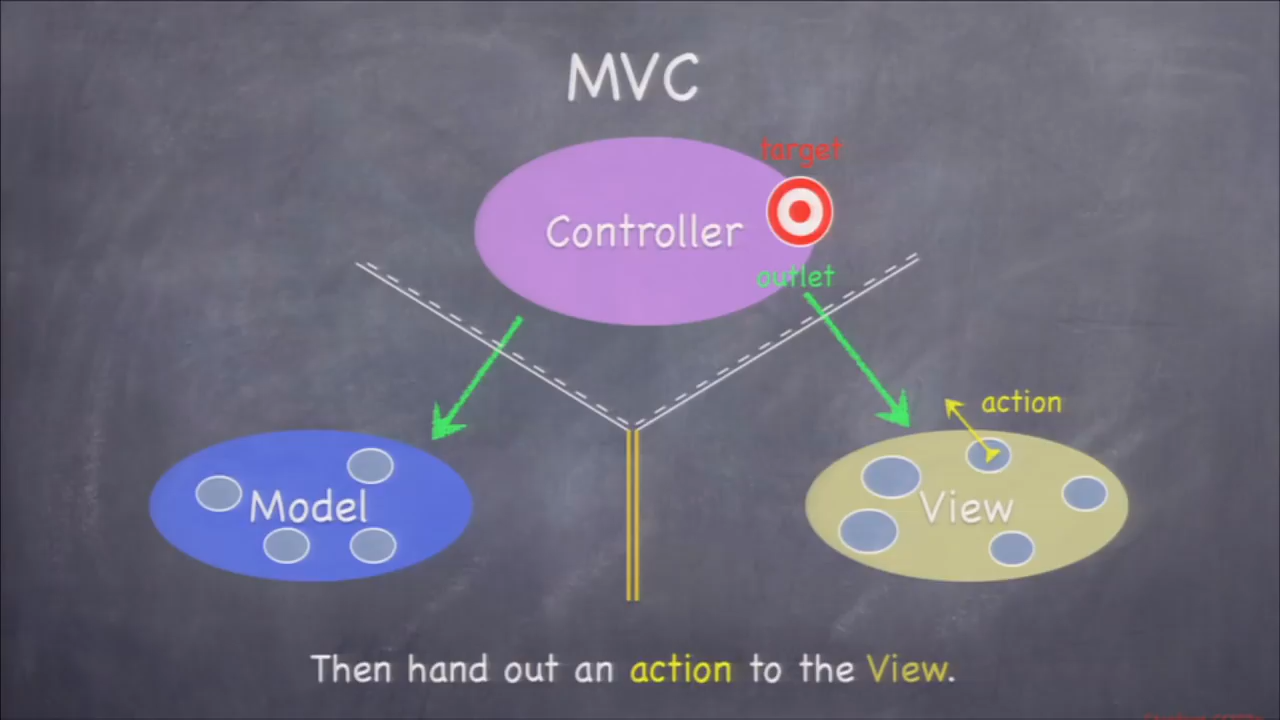 MVC
target
Controller
outlet
action
Model
View
Then hand out an action to the View.